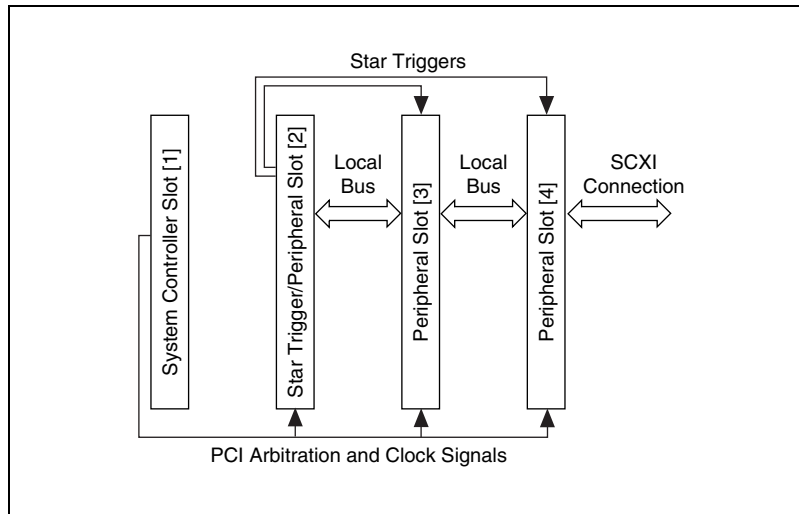 Star Triggers
System Controller Slot [1]
Star Trigger/Peripheral Slot [2]
Local
Bus
Peripheral Slot [3]
Local
Bus
Peripheral Slot [4]
SCXI
Connection
PCI Arbitration and Clock Signals